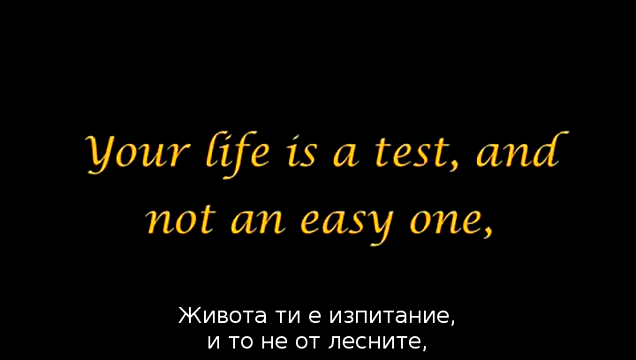 Your life is a test, and
not an easy one,
Живота ти е изпитание,
и то не от лесните,